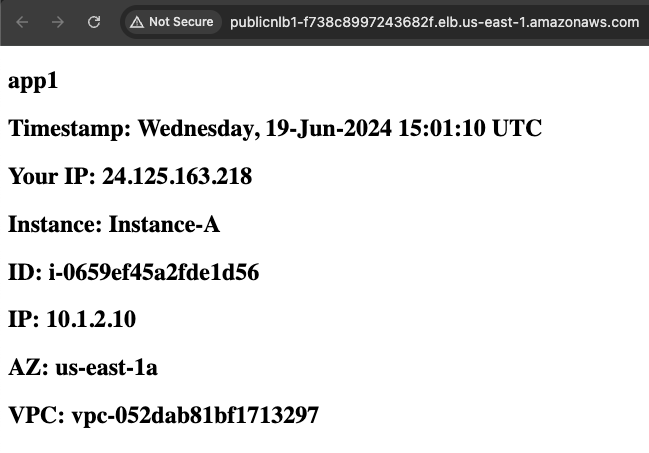 Not Secure publicnlb1-f738c8997243682f.elb.us-east-1.amazonaws.com
app1
Timestamp: Wednesday, 19-Jun-2024 15:01:10 UTC
Your IP: 24.125.163.218
Instance: Instance-A
ID: i-0659ef45a2fde1d56
IP: 10.1.2.10
AZ: us-east-1a
VPC: vpc-052dab81bf1713297